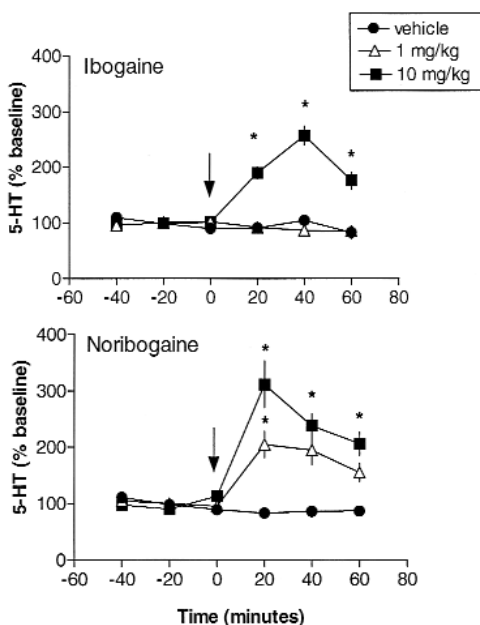 vehicle
1 mg/kg
10 mg/kg
400
Ibogaine
300
* * *
200
100
0
5-HT (% baseline)
-60 -40 -20 0 20 40 60 80
400
Noribogaine
300
* * * *
200
100
0
5-HT (% baseline)
-60 -40 -20 0 20 40 60 80
Time (minutes)